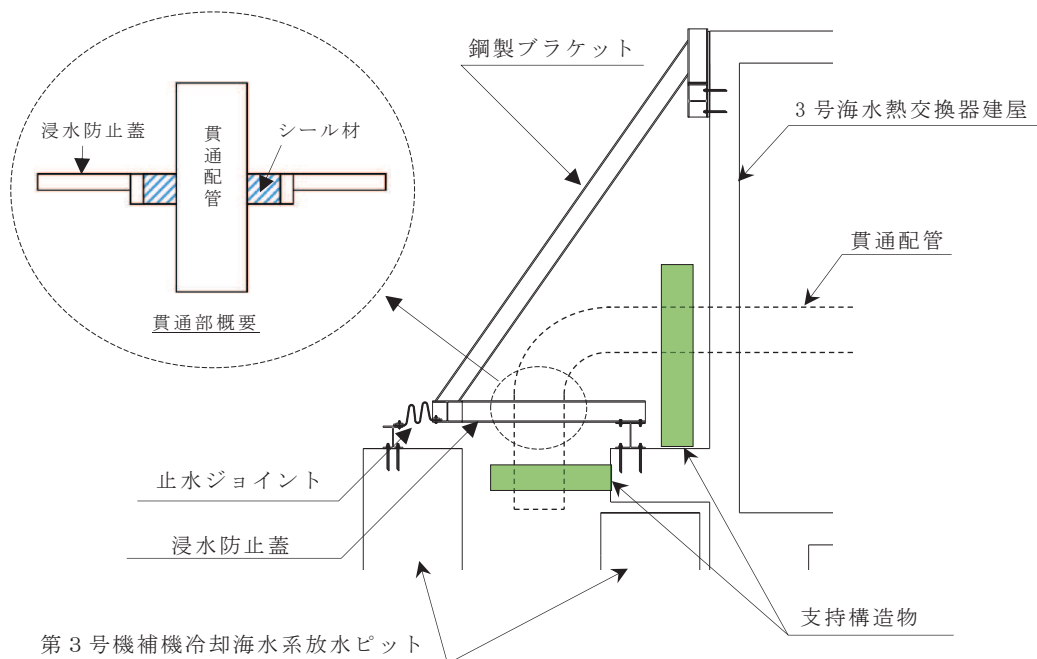 鋼製ブラケット
浸水防止蓋
貫通配管
シール材
3号海水熱交換器建屋
貫通配管
貫通部概要
止水ジョイント
浸水防止蓋
支持構造物
第3号機補機冷却海水系放水ピット